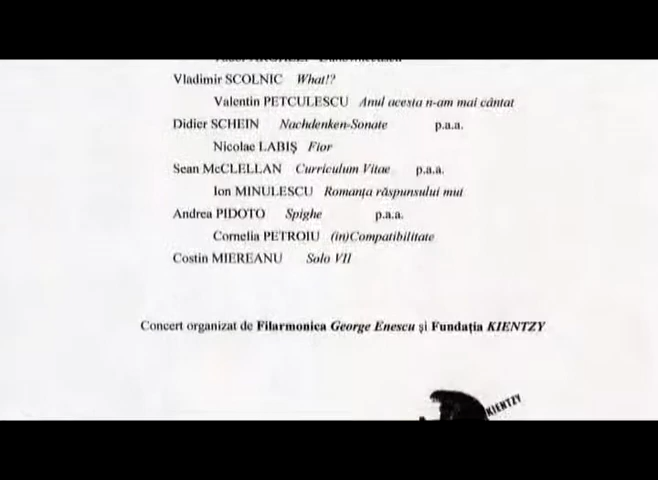 Vladimir SCOLNIC What!?
Valentin PETCULESCU Anul acesta n-am mai cântat
Didier SCHEIN Nachdenken-Sonate p.a.a.
Nicolae LABIŞ Fior
Sean McCLELLAN Curriculum Vitae p.a.a.
Ion MINULESCU Romanţa răspunsului mut
Andrea PIDOTO Spighe p.a.a.
Cornelia PETROIU (in)Compatibilitate
Costin MIEREANU Solo VII
Concert organizat de Filarmonica George Enescu şi Fundaţia KIENTZY
KIENTZY